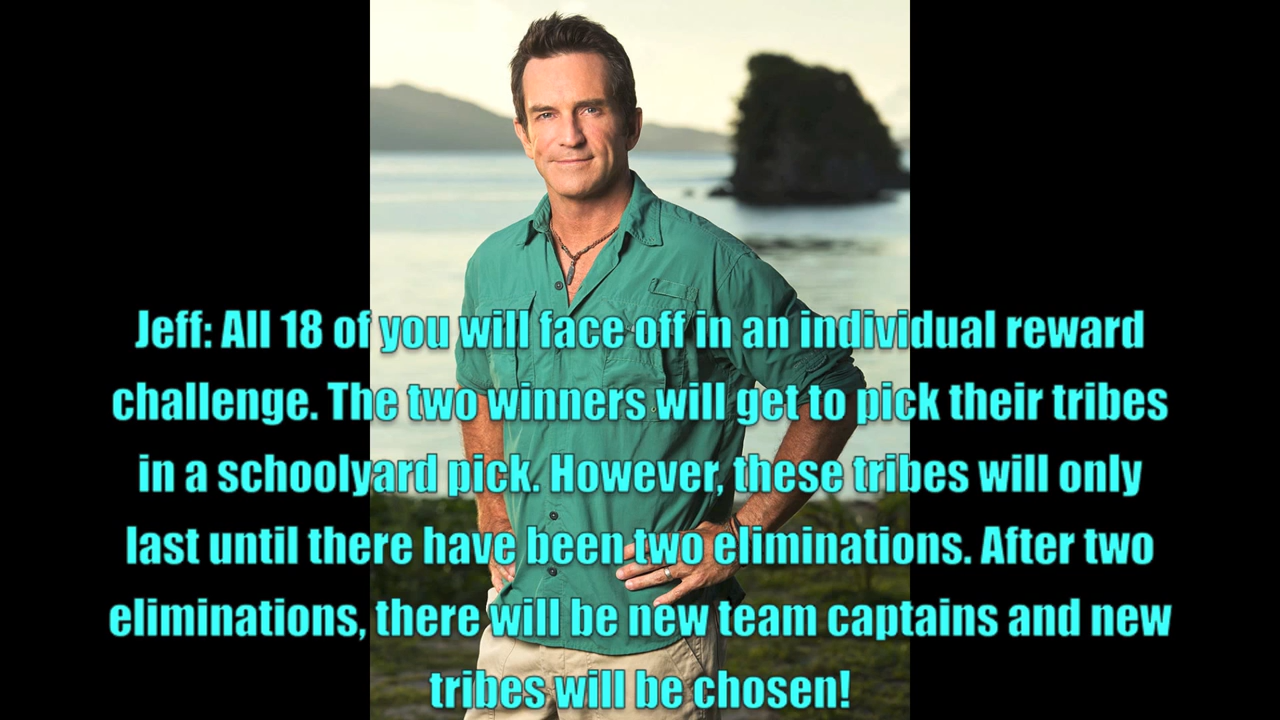 Jeff: All 18 of you will face off in an individual reward
challenge. The two winners will get to pick their tribes
in a schoolyard pick. However, these tribes will only
last until there have been two eliminations. After two
eliminations, there will be new team captains and new
tribes will be chosen!